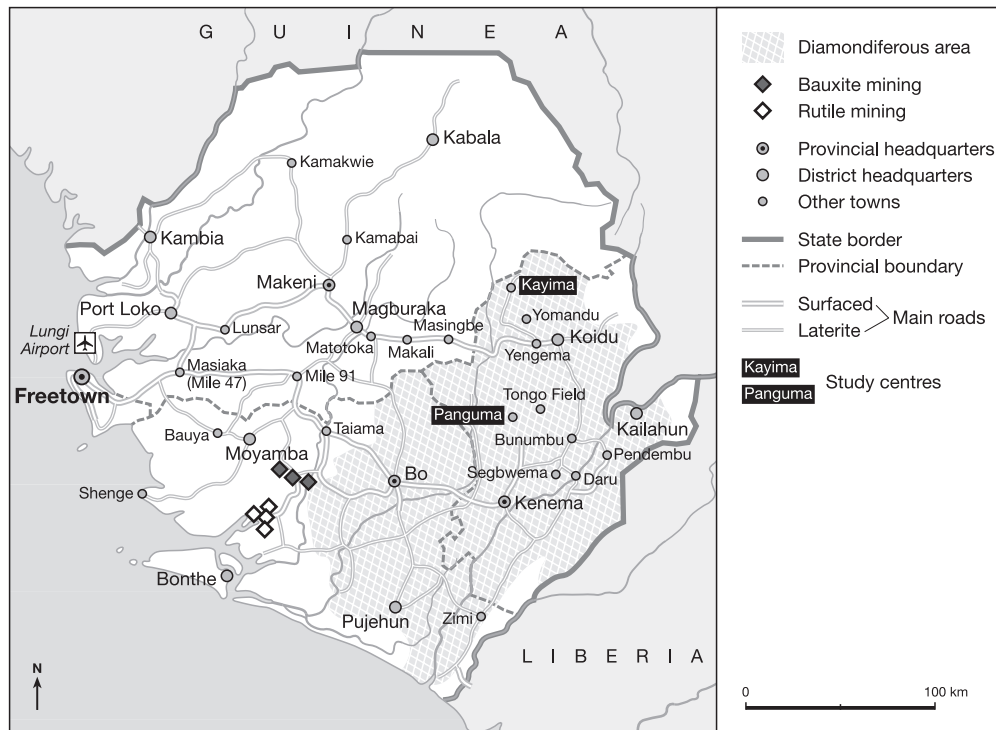 G U I N E A
Kabala
Kamakwie
Kambia
Kamabai
Makeni
Kayima
Port Loko
Magburaka
Yomandu
Lungi
Airport
Lunsar
Masingbe
Koidu
Matotoka
Makali
Yengema
Masiaka
(Mile 47)
Mile 91
Freetown
Tongo Field
Panguma
Kailahun
Bauya
Taiama
Bunumbu
Moyamba
Pendembu
Segbwema
Bo
Daru
Shenge
Kenema
Bonthe
Pujehun
Zimi
L I B E R I A
N
Diamondiferous area
Bauxite mining
Rutile mining
Provincial headquarters
District headquarters
Other towns
State border
Provincial boundary
Surfaced
Laterite
Main roads
Kayima
Panguma
Study centres
0 100 km